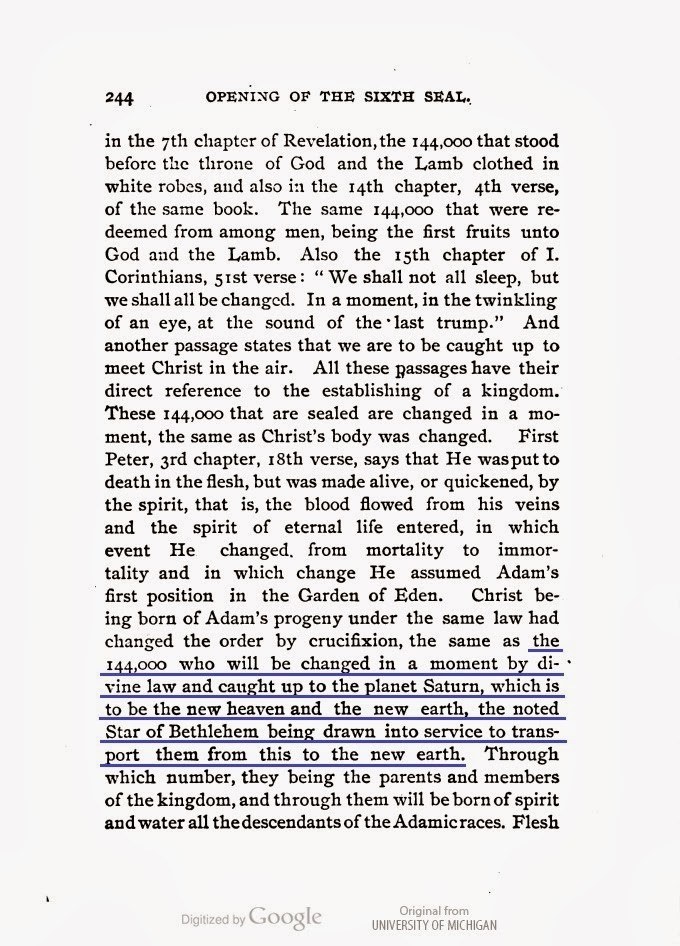 244 OPENING OF THE SIXTH SEAL.
in the 7th chapter of Revelation, the 144,000 that stood
before the throne of God and the Lamb clothed in
white robes, and also in the 14th chapter, 4th verse,
of the same book. The same 144,000 that were re-
deemed from among men, being the first fruits unto
God and the Lamb. Also the 15th chapter of I.
Corinthians, 51st verse: “ We shall not all sleep, but
we shall all be changed. In a moment, in the twinkling
of an eye, at the sound of the last trump.” And
another passage states that we are to be caught up to
meet Christ in the air. All these passages have their
direct reference to the establishing of a kingdom.
These 144,000 that are sealed are changed in a mo-
ment, the same as Christ’s body was changed. First
Peter, 3rd chapter, 18th verse, says that He was put to
death in the flesh, but was made alive, or quickened, by
the spirit, that is, the blood flowed from his veins
and the spirit of eternal life entered, in which
event He changed. from mortality to immor-
tality and in which change He assumed Adam’s
first position in the Garden of Eden. Christ be-
ing born of Adam’s progeny under the same law had
changed the order by crucifixion, the same as the
144,000 who will be changed in a moment by di-
vine law and caught up to the planet Saturn, which is
to be the new heaven and the new earth, the noted
Star of Bethlehem being drawn into service to trans-
port them from this to the new earth. Through
which number, they being the parents and members
of the kingdom, and through them will be born of spirit
and water all the descendants of the Adamic races. Flesh
Digitized by Google
Original from
UNIVERSITY OF MICHIGAN